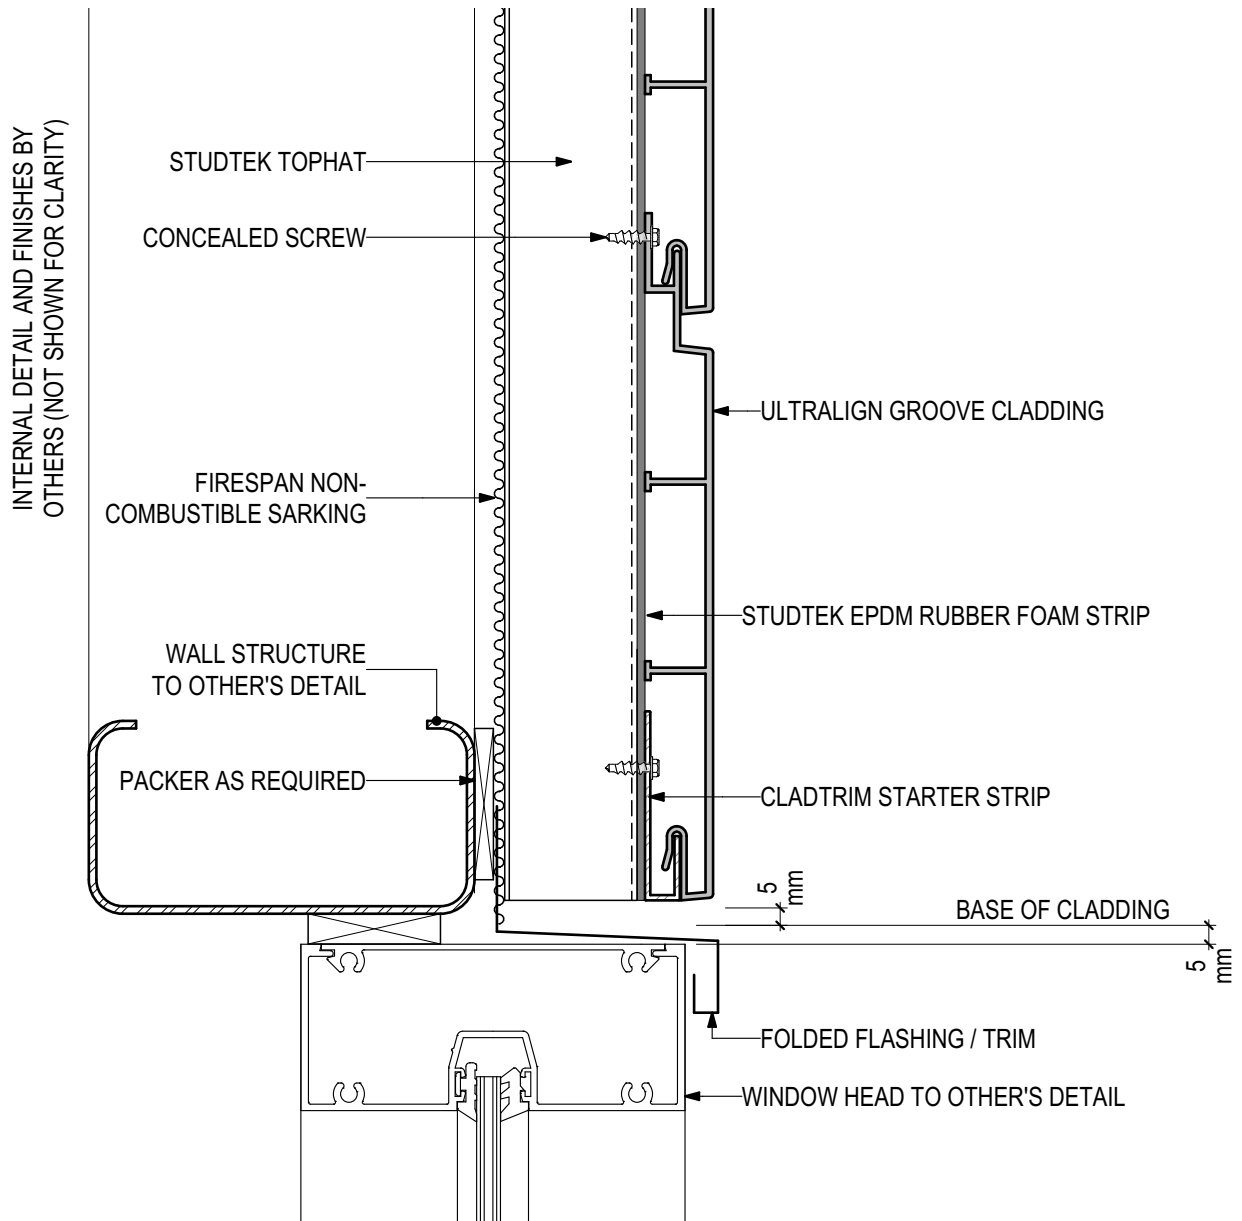 INTERNAL DETAIL AND FINISHES BY
OTHERS (NOT SHOWN FOR CLARITY)
STUDTEK TOPHAT
CONCEALED SCREW
ULTRALIGN GROOVE CLADDING
FIRESPAN NON-
COMBUSTIBLE SARKING
STUDTEK EPDM RUBBER FOAM STRIP
WALL STRUCTURE
TO OTHER'S DETAIL
PACKER AS REQUIRED
CLADTRIM STARTER STRIP
5
mm
BASE OF CLADDING
5
mm
FOLDED FLASHING / TRIM
WINDOW HEAD TO OTHER'S DETAIL